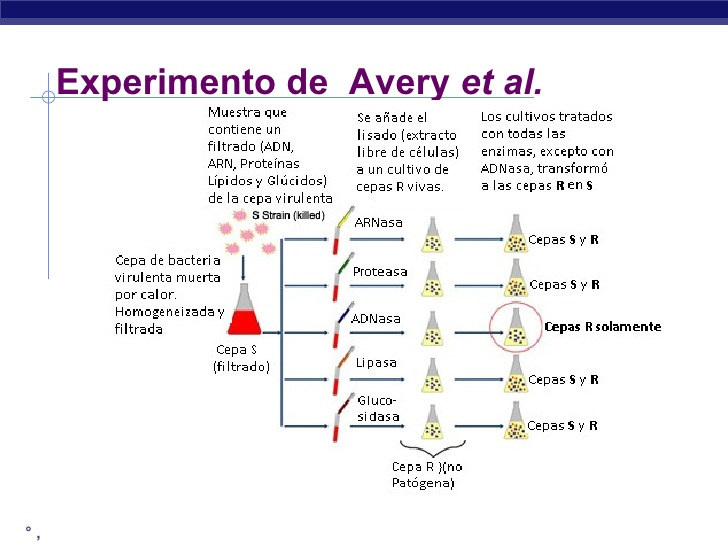 Experimento de Avery et al.
Muestra que
contiene un
filtrado (ADN,
ARN, Proteínas
Lípidos y Glúcidos)
de la cepa virulenta
S Strain (killed)
Se añade el
lisado (extracto
libre de células)
a un cultivo de
cepas R vivas.
Los cultivos tratados
con todas las
enzimas, excepto con
ADNasa, transformó
a las cepas R en S
Cepa de bacteria
virulenta muerta
por calor.
Homogeneizada y
filtrada
Cepa S
(filtrado)
ARNasa
Cepas S y R
Proteasa
Cepas S y R
ADNasa
Cepas R solamente
Lipasa
Cepas S y R
Gluco-
sidasa
Cepas S y R
Cepa R )(no
Patógena)
° ,